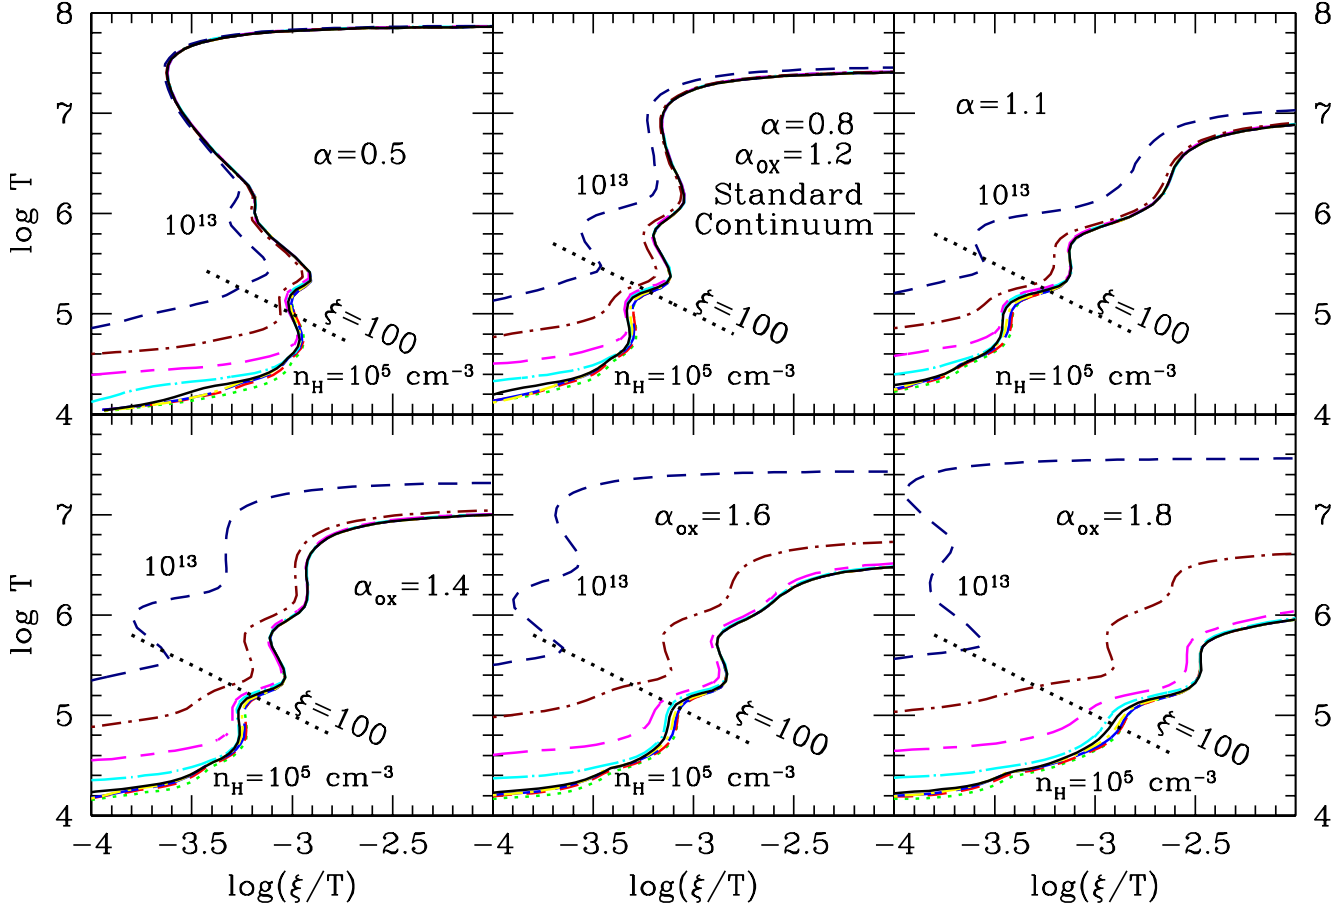 8
7
6
5
4
log T
α=0.5
10¹³
ξ=100
n_H=10⁵ cm⁻³
α=0.8
α_ox=1.2
Standard
Continuum
10¹³
ξ=100
n_H=10⁵ cm⁻³
α=1.1
10¹³
ξ=100
n_H=10⁵ cm⁻³
8
7
6
5
4
7
6
5
4
log T
10¹³
α_ox=1.4
ξ=100
n_H=10⁵ cm⁻³
α_ox=1.6
10¹³
ξ=100
n_H=10⁵ cm⁻³
α_ox=1.8
10¹³
ξ=100
n_H=10⁵ cm⁻³
7
6
5
4
-4 -3.5 -3 -2.5 -4 -3.5 -3 -2.5 -4 -3.5 -3 -2.5
log(ξ/T) log(ξ/T) log(ξ/T)